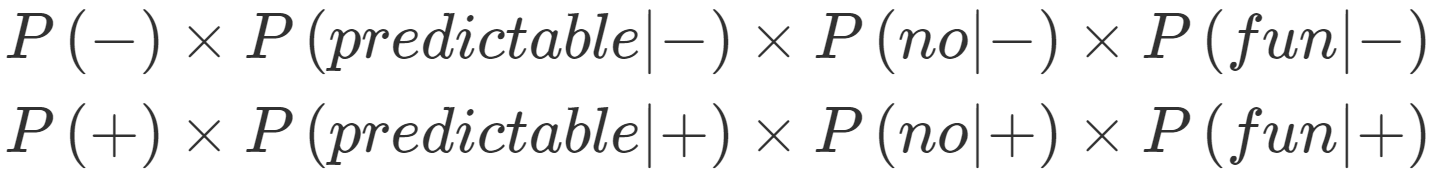 P(−) × P(predictable|−) × P(no|−) × P(fun|−)
P(+) × P(predictable|+) × P(no|+) × P(fun|+)